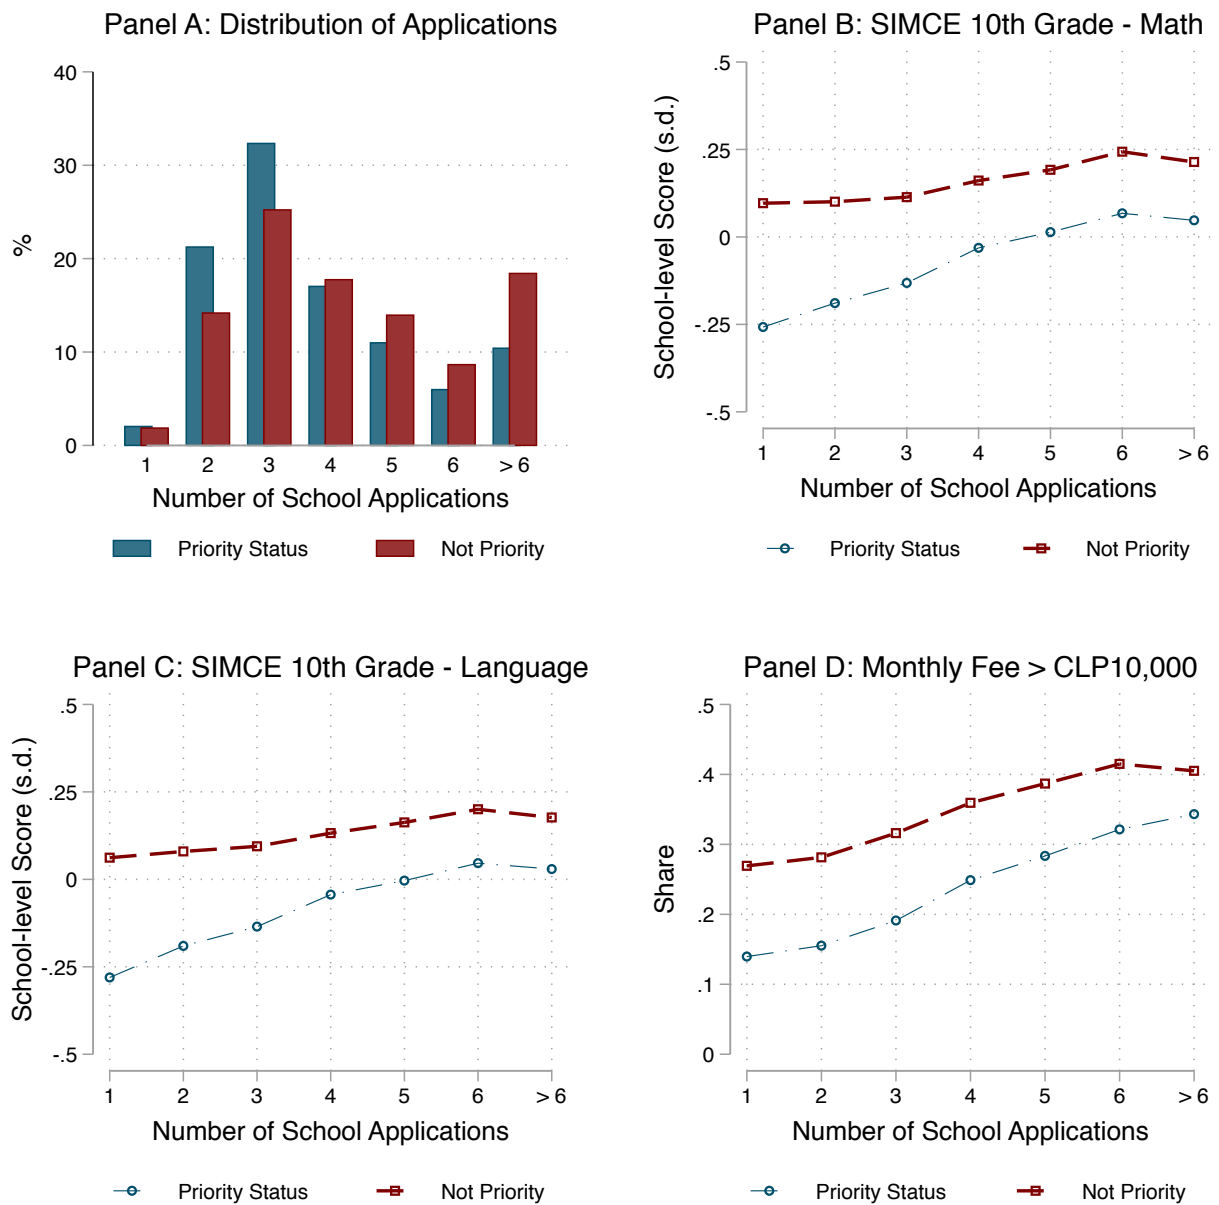 Panel A: Distribution of Applications
40
30
20
10
0
%
1 2 3 4 5 6 > 6
Number of School Applications
Priority Status Not Priority
Panel B: SIMCE 10th Grade - Math
.5
.25
0
-.25
-.5
School-level Score (s.d.)
1 2 3 4 5 6 > 6
Number of School Applications
Priority Status Not Priority
Panel C: SIMCE 10th Grade - Language
.5
.25
0
-.25
-.5
School-level Score (s.d.)
1 2 3 4 5 6 > 6
Number of School Applications
Priority Status Not Priority
Panel D: Monthly Fee > CLP10,000
.5
.4
.3
.2
.1
0
Share
1 2 3 4 5 6 > 6
Number of School Applications
Priority Status Not Priority